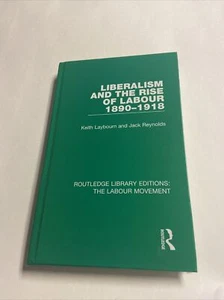 LIBERALISM
AND THE RISE
OF LABOUR
1890–1918
Keith Laybourn and Jack Reynolds
ROUTLEDGE LIBRARY EDITIONS:
THE LABOUR MOVEMENT